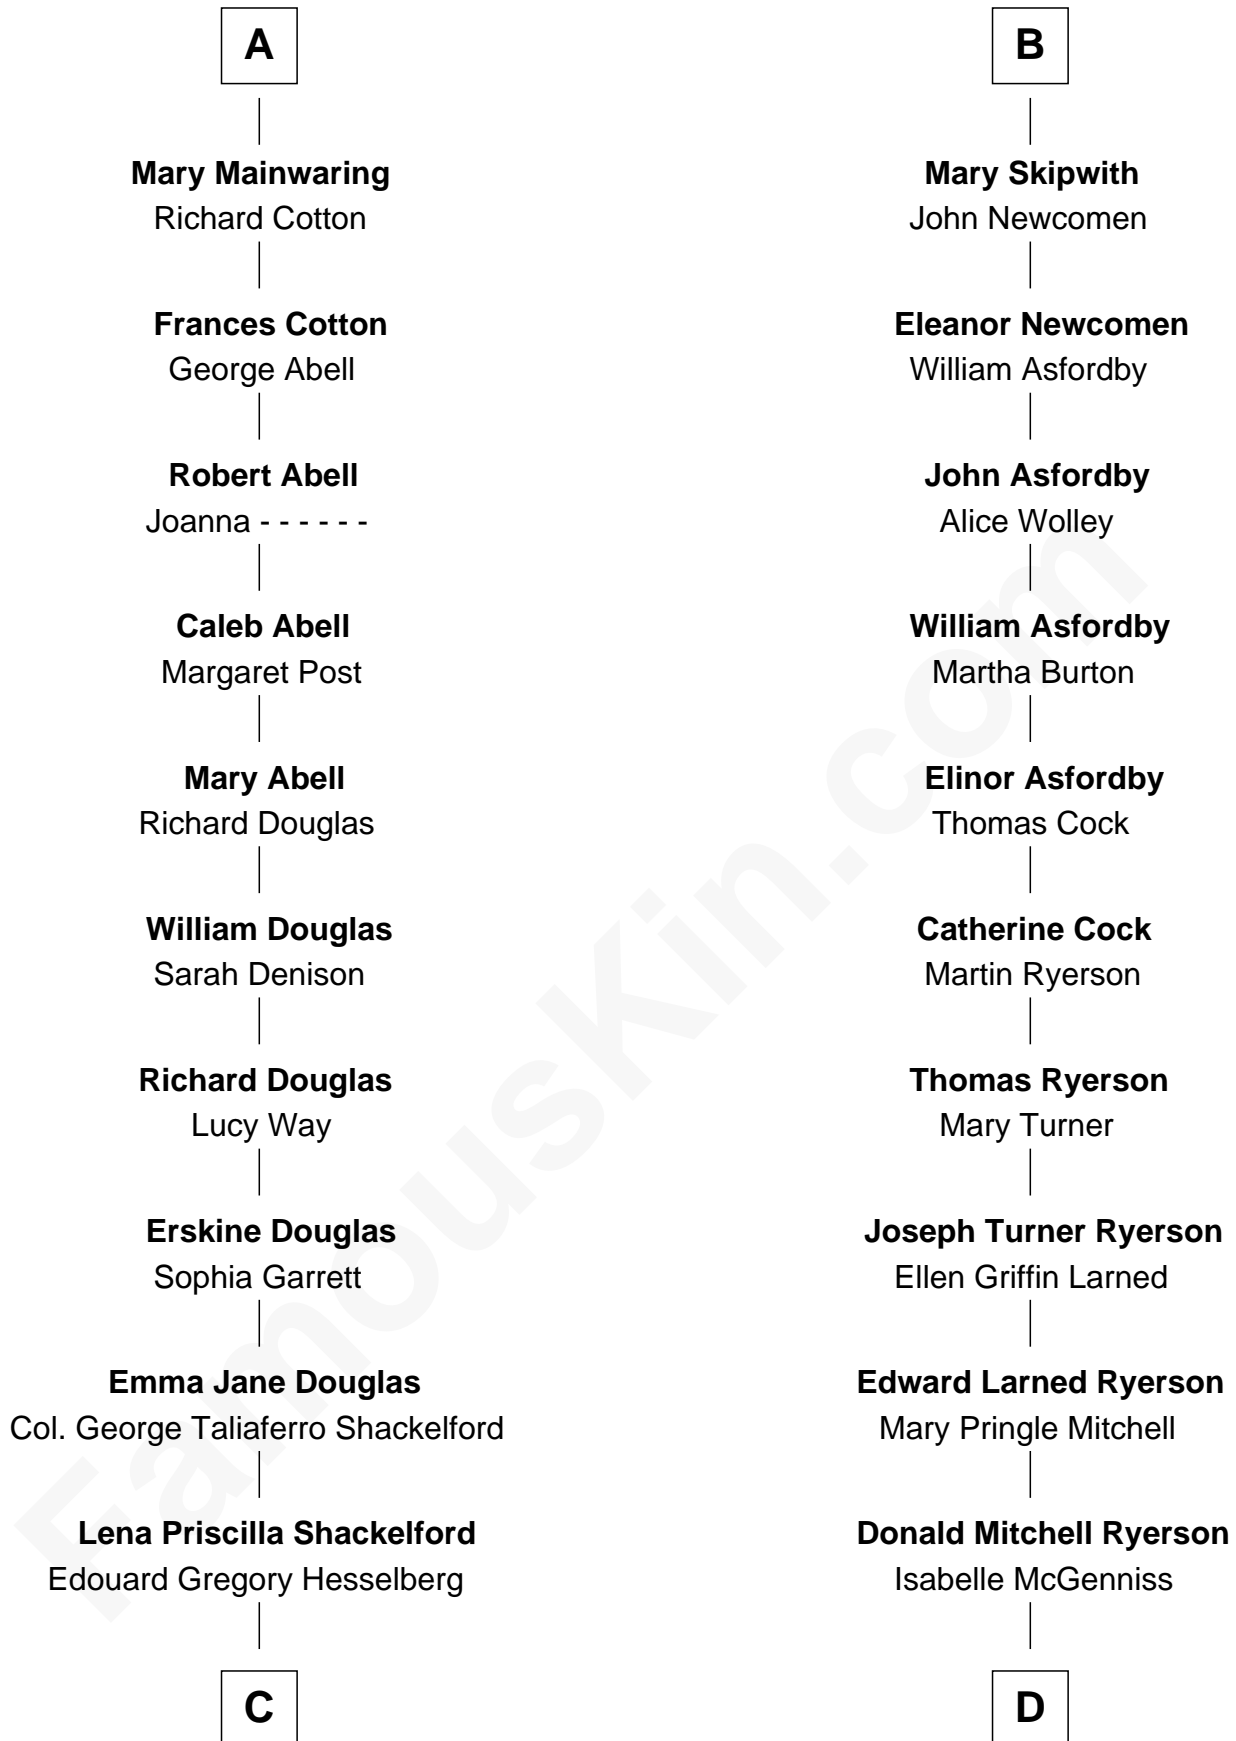 A
Mary Mainwaring
Richard Cotton
Frances Cotton
George Abell
Robert Abell
Joanna - - - - - -
Caleb Abell
Margaret Post
Mary Abell
Richard Douglas
William Douglas
Sarah Denison
Richard Douglas
Lucy Way
Erskine Douglas
Sophia Garrett
Emma Jane Douglas
Col. George Taliaferro Shackelford
Lena Priscilla Shackelford
Edouard Gregory Hesselberg
C
B
Mary Skipwith
John Newcomen
Eleanor Newcomen
William Asfordby
John Asfordby
Alice Wolley
William Asfordby
Martha Burton
Elinor Asfordby
Thomas Cock
Catherine Cock
Martin Ryerson
Thomas Ryerson
Mary Turner
Joseph Turner Ryerson
Ellen Griffin Larned
Edward Larned Ryerson
Mary Pringle Mitchell
Donald Mitchell Ryerson
Isabelle McGenniss
D
FamousKin.com